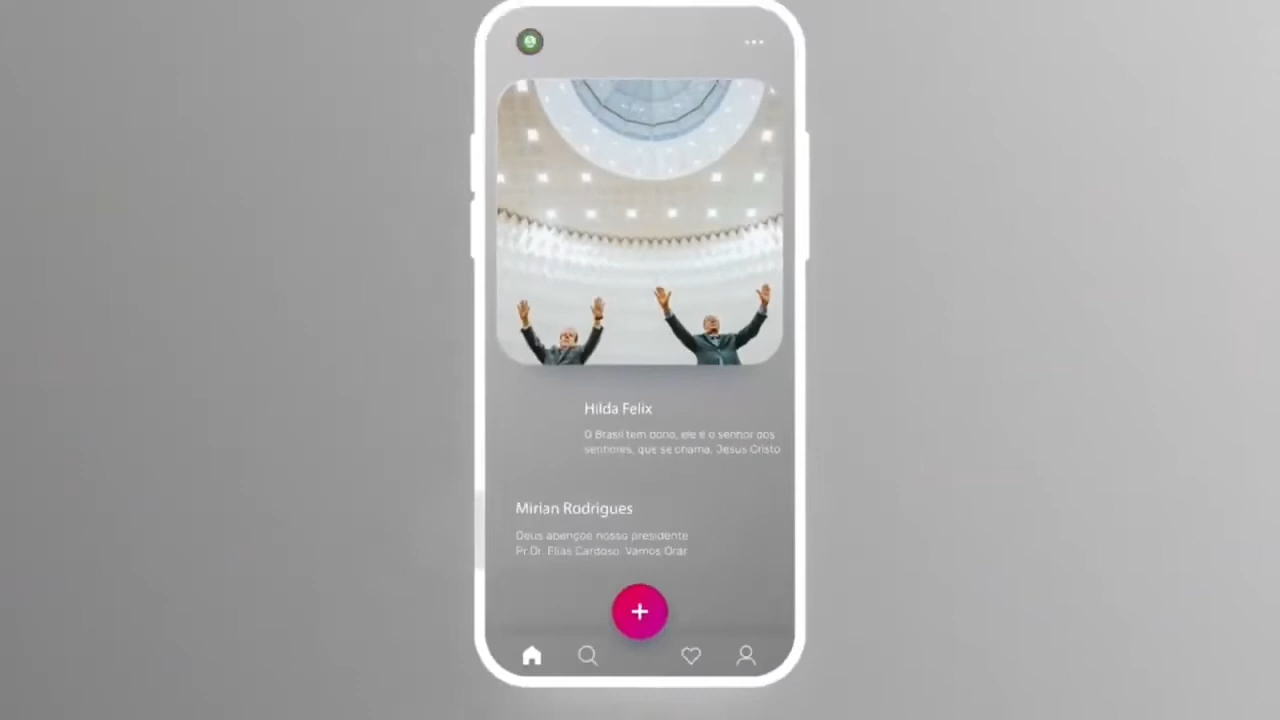 Hilda Felix
O Brasil tem dono, ele é o senhor dos
senhores, que se chama, Jesus Cristo
Mirian Rodrigues
Deus abençoe nosso presidente
Pr Dr. Elias Cardoso. Vamos Orar